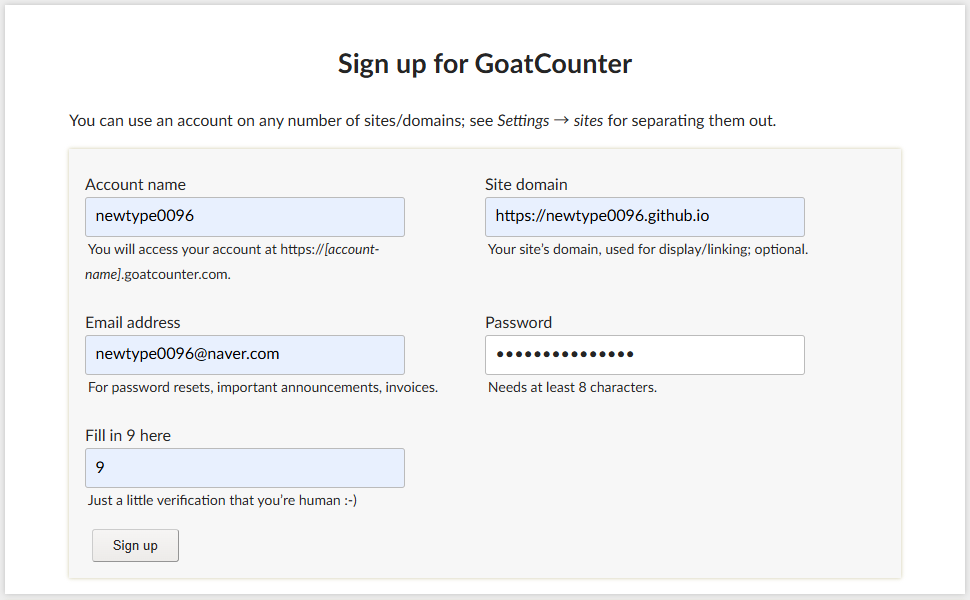 Sign up for GoatCounter
You can use an account on any number of sites/domains; see Settings → sites for separating them out.
Account name
newtype0096
You will access your account at https://[account-
name].goatcounter.com.
Site domain
https://newtype0096.github.io
Your site's domain, used for display/linking; optional.
Email address
newtype0096@naver.com
For password resets, important announcements, invoices.
Password
•••••••••••••••
Needs at least 8 characters.
Fill in 9 here
9
Just a little verification that you're human :-)
Sign up